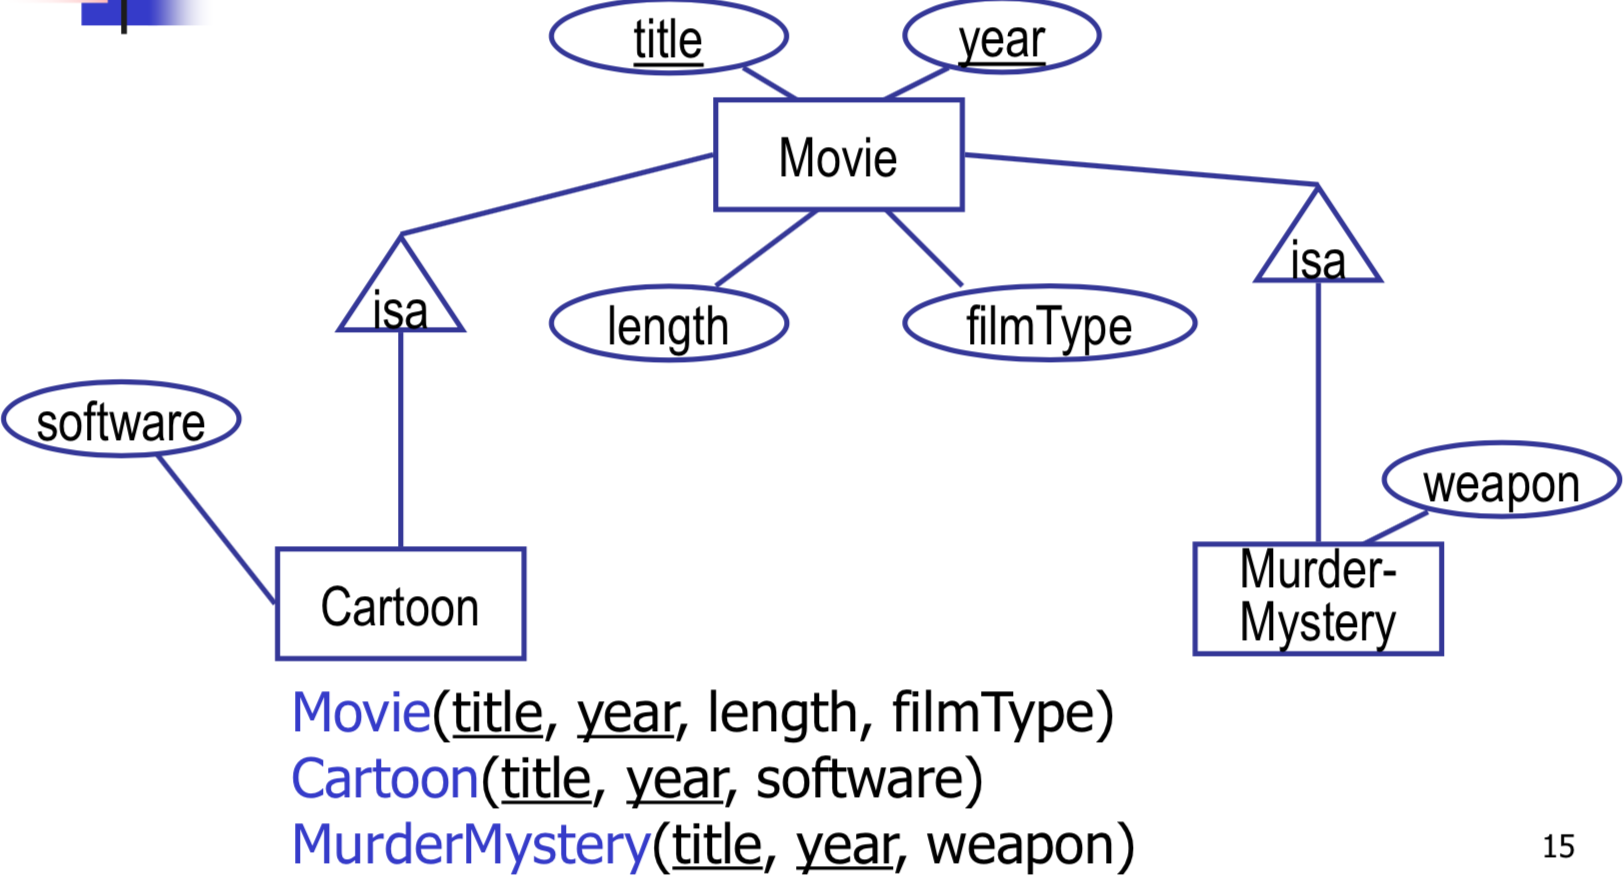 title
year
Movie
isa
isa
length
filmType
software
weapon
Cartoon
Murder-
Mystery
Movie(title, year, length, filmType)
Cartoon(title, year, software)
MurderMystery(title, year, weapon)
15